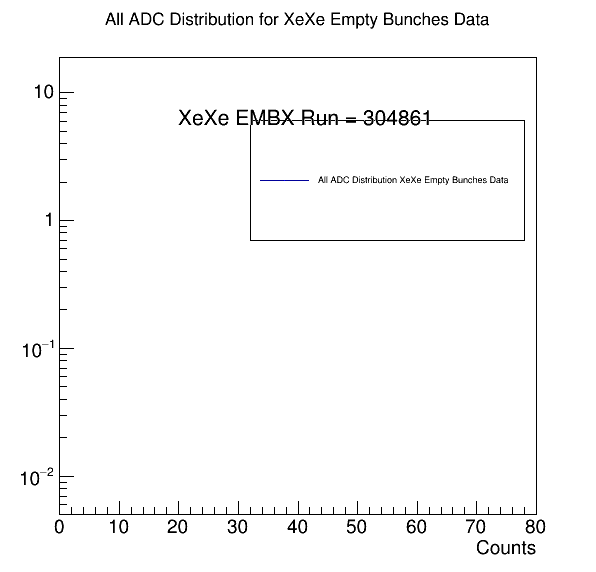 All ADC Distribution for XeXe Empty Bunches Data
10
XeXe EMBX Run = 304861
All ADC Distribution XeXe Empty Bunches Data
1
10⁻¹
10⁻²
0 10 20 30 40 50 60 70 80
Counts